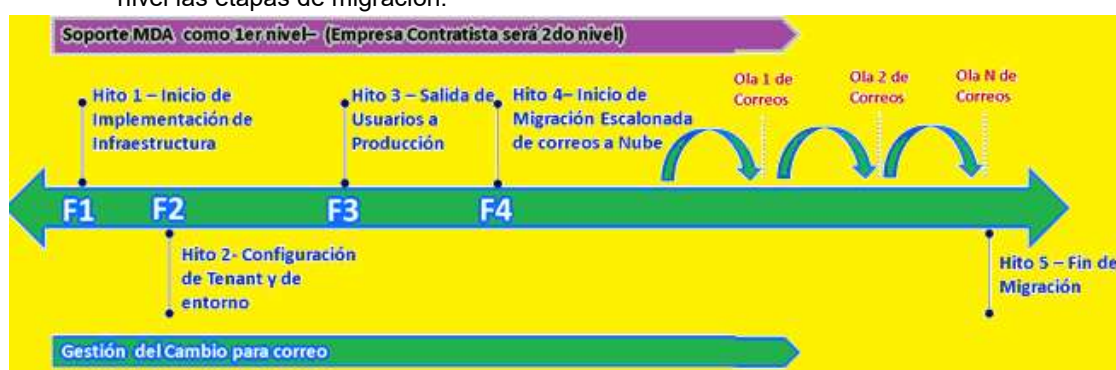 nivel las etapas de migración.
Soporte MDA como 1er nivel– (Empresa Contratista será 2do nivel)
Hito 1 – Inicio de
Implementación de
Infraestructura
Hito 3 – Salida de
Usuarios a
Producción
Hito 4– Inicio de
Migración Escalonada
de correos a Nube
Ola 1 de
Correos
Ola 2 de
Correos
Ola N de
Correos
F1
F2
F3
F4
Hito 2- Configuración
de Tenant y de
entorno
Hito 5 – Fin de
Migración
Gestión del Cambio para correo